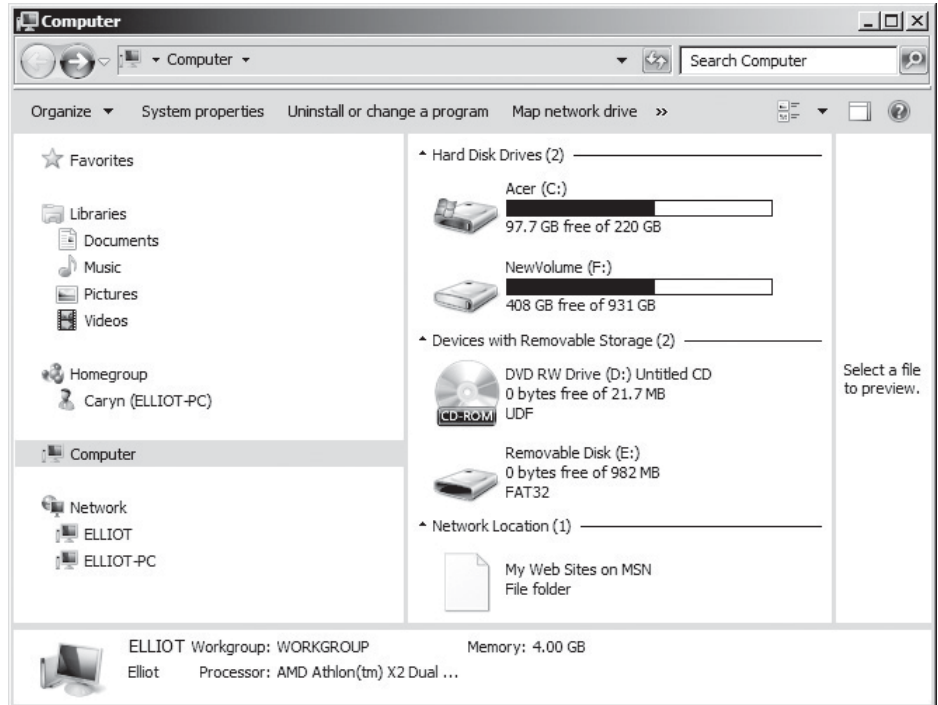 Computer
Computer
Search Computer
Organize
System properties
Uninstall or change a program
Map network drive
»
Favorites
Libraries
Documents
Music
Pictures
Videos
Homegroup
Caryn (ELLIOT-PC)
Computer
Network
ELLIOT
ELLIOT-PC
Hard Disk Drives (2)
Acer (C:)
97.7 GB free of 220 GB
NewVolume (F:)
408 GB free of 931 GB
Devices with Removable Storage (2)
DVD RW Drive (D:) Untitled CD
0 bytes free of 21.7 MB
UDF
CD-ROM
Removable Disk (E:)
0 bytes free of 982 MB
FAT32
Network Location (1)
My Web Sites on MSN
File folder
Select a file
to preview.
ELLIOT Workgroup: WORKGROUP Memory: 4.00 GB
Elliot Processor: AMD Athlon(tm) X2 Dual ...